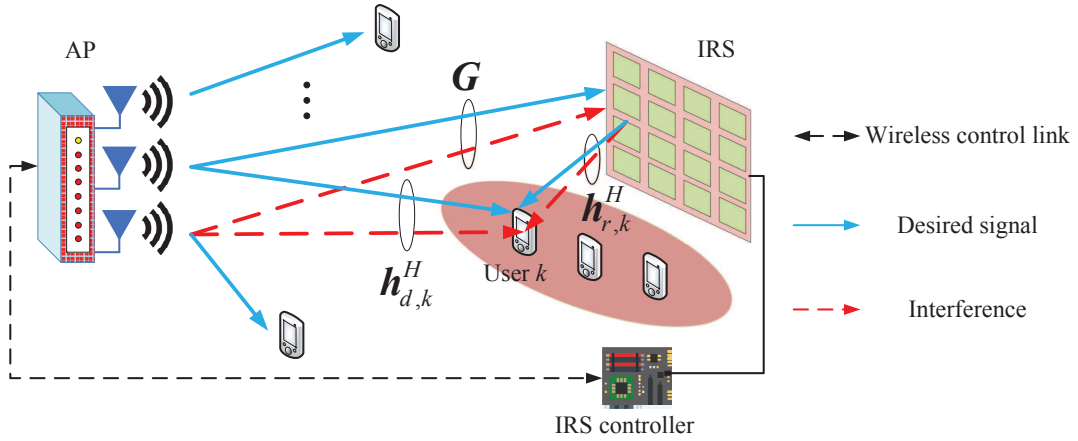 AP
IRS
G
Wireless control link
h_{r,k}^H
Desired signal
User k
h_{d,k}^H
Interference
IRS controller